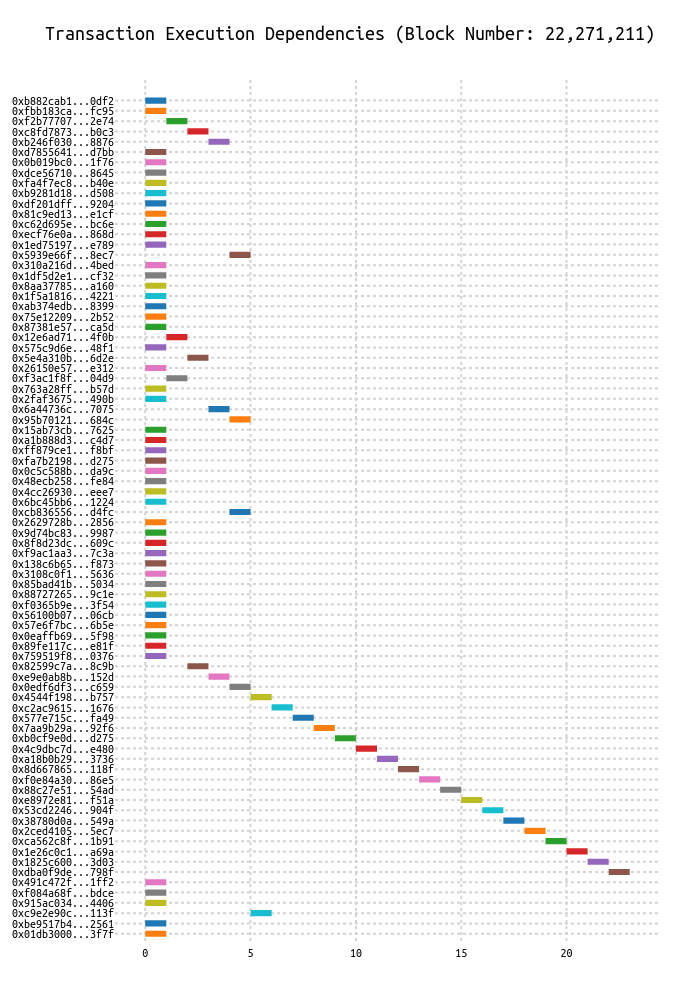 Transaction Execution Dependencies (Block Number: 22,271,211)
0xb882cab1...0df2
0xfbb183ca...fc95
0xf2b77707...2e74
0xc8fd7873...b0c3
0xb246f030...8876
0xd7855641...d7bb
0x0b019bc0...1f76
0xdce56710...8645
0xfa4f7ec8...b40e
0xb9281d18...d508
0xdf201dff...9204
0x81c9ed13...e1cf
0xc62d695e...bc6e
0xecf76e0a...868d
0x1ed75197...e789
0x5939e66f...8ec7
0x310a216d...4bed
0x1df5d2e1...cf32
0x8aa37785...a160
0x1f5a1816...4221
0xab374edb...8399
0x75e12209...2b52
0x87381e57...ca5d
0x12e6ad71...4f0b
0x575c9d6e...48f1
0x5e4a310b...6d2e
0x26150e57...e312
0xf3ac1f8f...04d9
0x763a28ff...b57d
0x2faf3675...490b
0x6a44736c...7075
0x95b70121...684c
0x15ab73cb...7625
0xa1b888d3...c4d7
0xff879ce1...f8bf
0xfa7b2198...d275
0x0c5c588b...da9c
0x48ecb258...fe84
0x4cc26930...eee7
0x6bc45bb6...1224
0xcb836556...d4fc
0x2629728b...2856
0x9d74bc83...9987
0x8f8d23dc...609c
0xf9ac1aa3...7c3a
0x138c6b65...f873
0x3108c0f1...5636
0x85bad41b...5034
0x88727265...9c1e
0xf0365b9e...3f54
0x56100b07...06cb
0x57e6f7bc...6b5e
0x0eaffb69...5f98
0x89fe117c...e81f
0x759519f8...0376
0x82599c7a...8c9b
0xe9e0ab8b...152d
0x0edf6df3...c659
0x4544f198...b757
0xc2ac9615...1676
0x577e715c...fa49
0x7aa9b29a...92f6
0xb0cf9e0d...d275
0x4c9dbc7d...e480
0xa18b0b29...3736
0x8d667865...118f
0xf0e84a30...86e5
0x88c27e51...54ad
0xe8972e81...f51a
0x53cd2246...904f
0x38780d0a...549a
0x2ced4105...5ec7
0xca562c8f...1b91
0x1e26c0c1...a69a
0x1825c600...3d03
0xdba0f9de...798f
0x491c472f...1ff2
0xf084a68f...bdce
0x915ac034...4406
0xc9e2e90c...113f
0xbe9517b4...2561
0x01db3000...3f7f
0 5 10 15 20